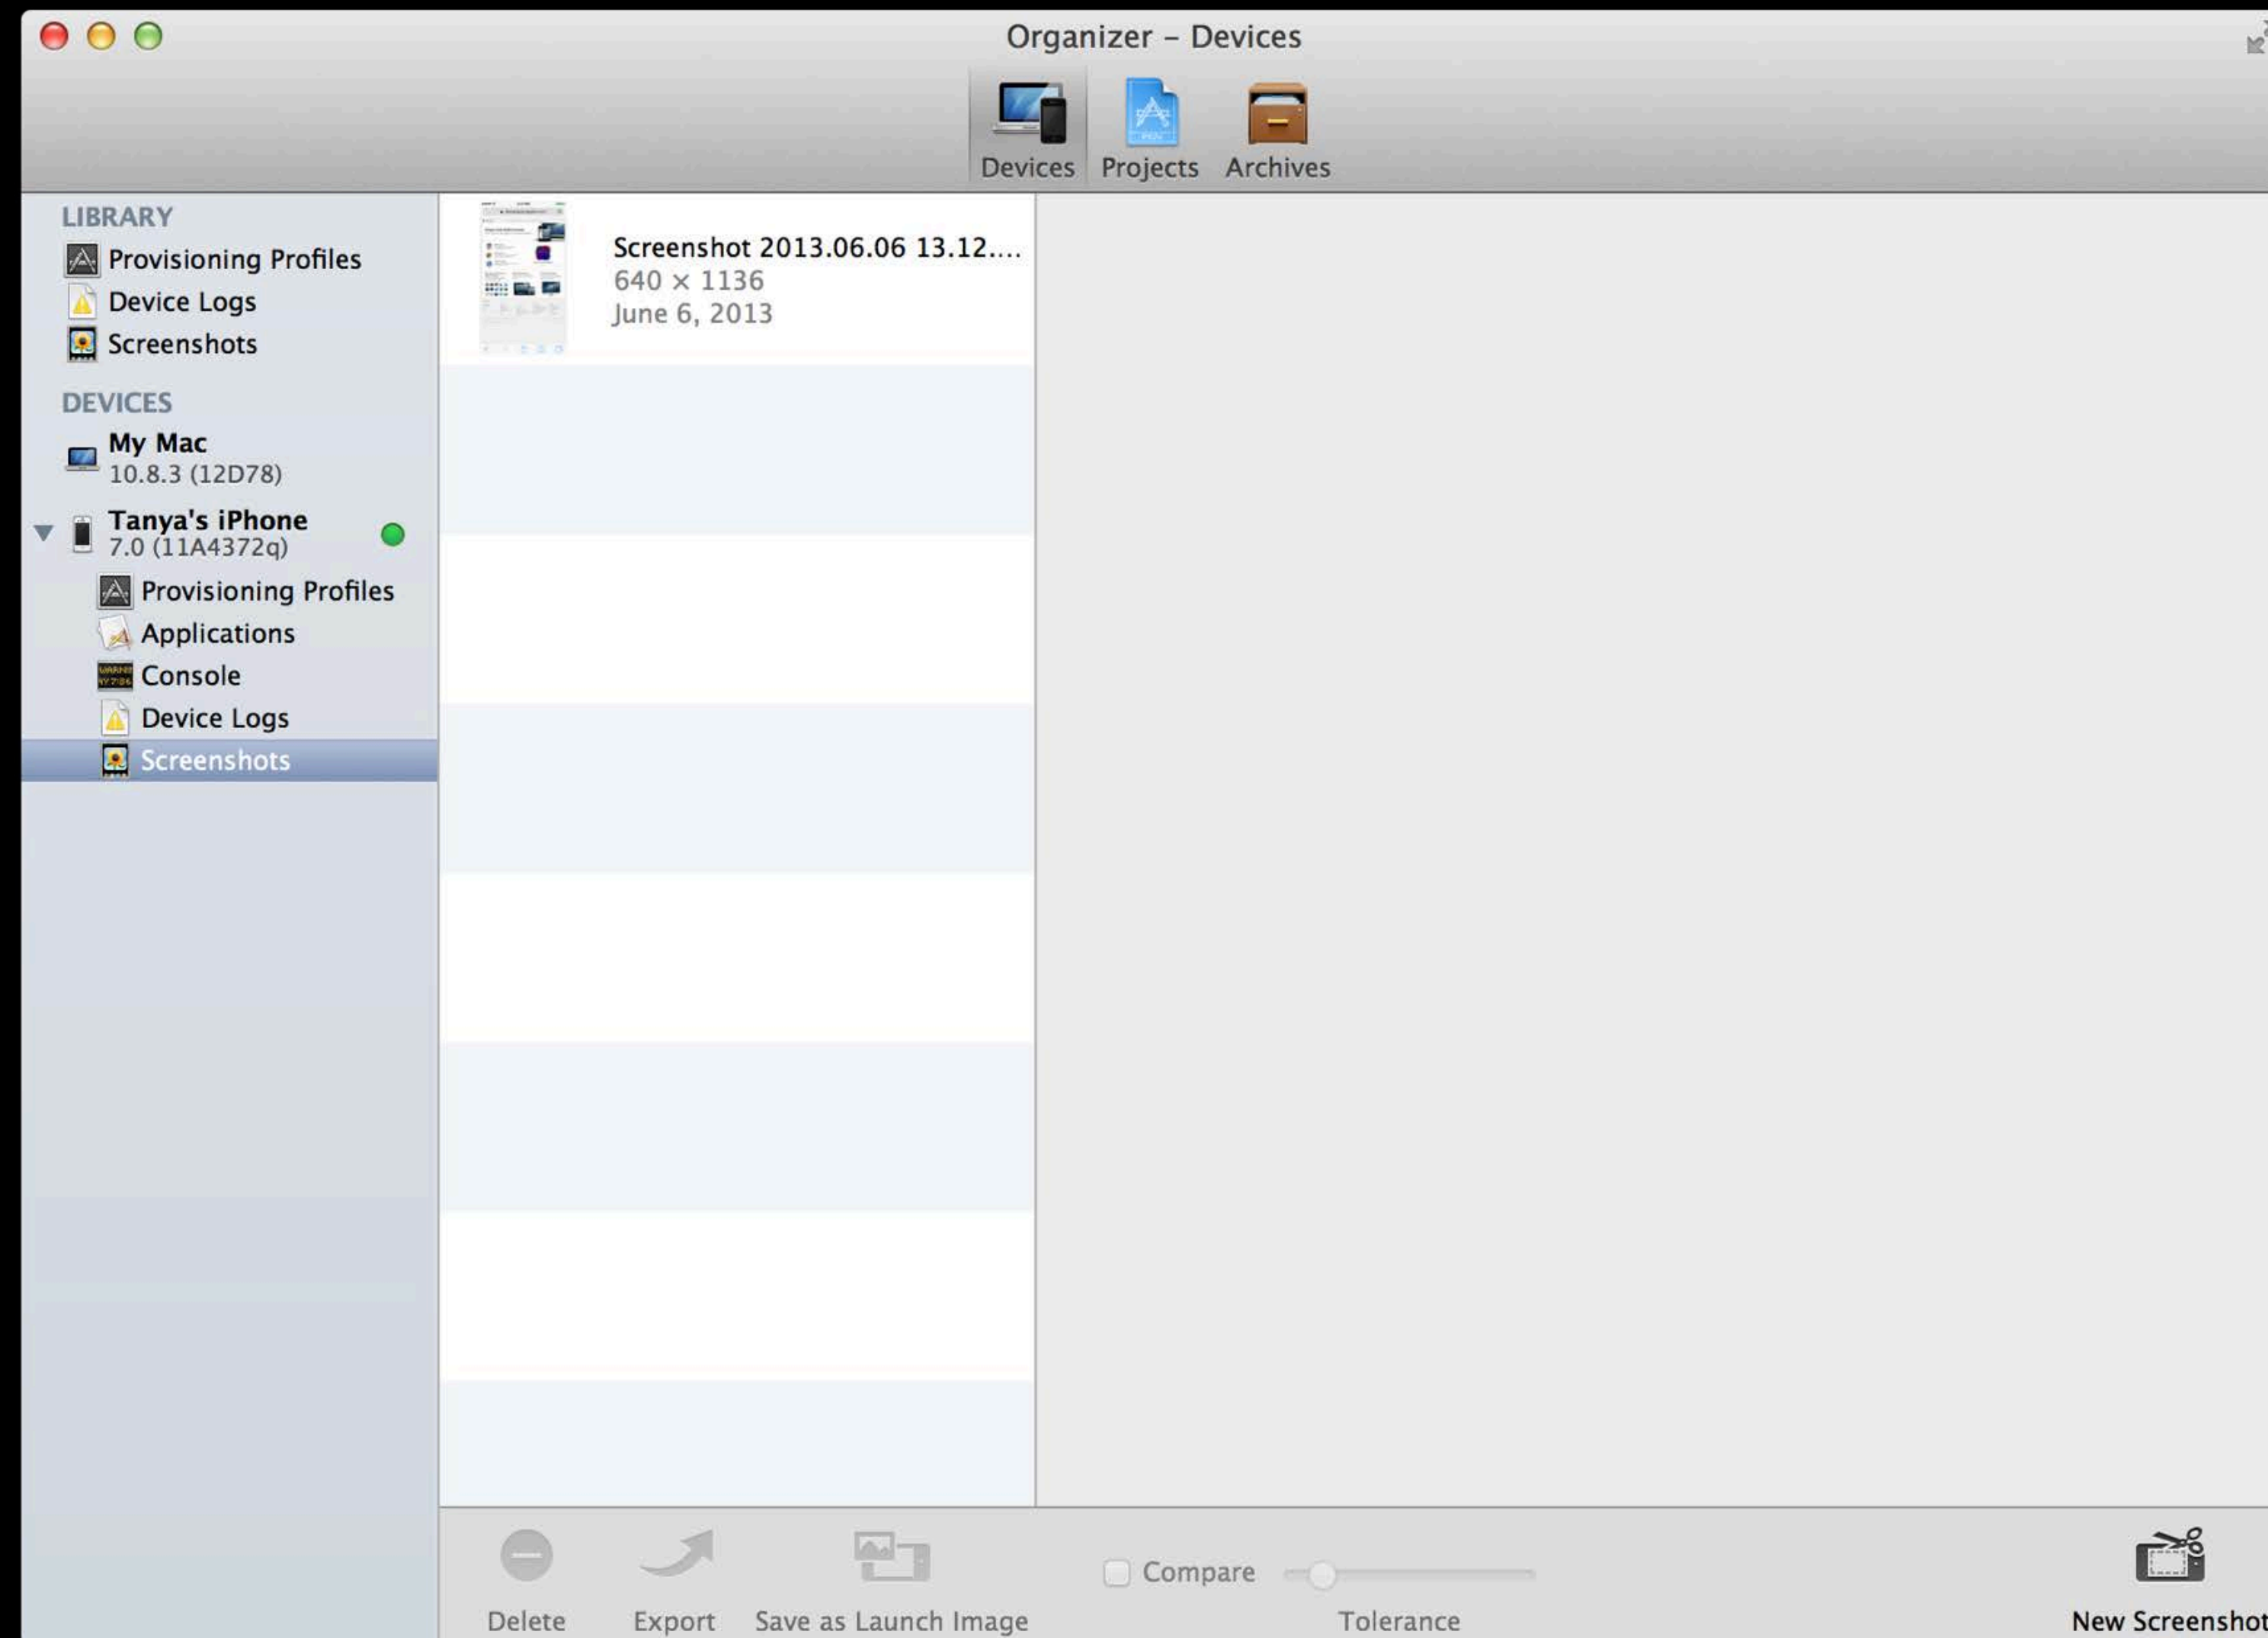 Organizer – Devices
Devices Projects Archives
LIBRARY
Provisioning Profiles
Device Logs
Screenshots
DEVICES
My Mac
10.8.3 (12D78)
Tanya's iPhone
7.0 (11A4372q)
Provisioning Profiles
Applications
Console
Device Logs
Screenshots
Screenshot 2013.06.06 13.12....
640 × 1136
June 6, 2013
Compare
Delete Export Save as Launch Image Tolerance New Screenshot